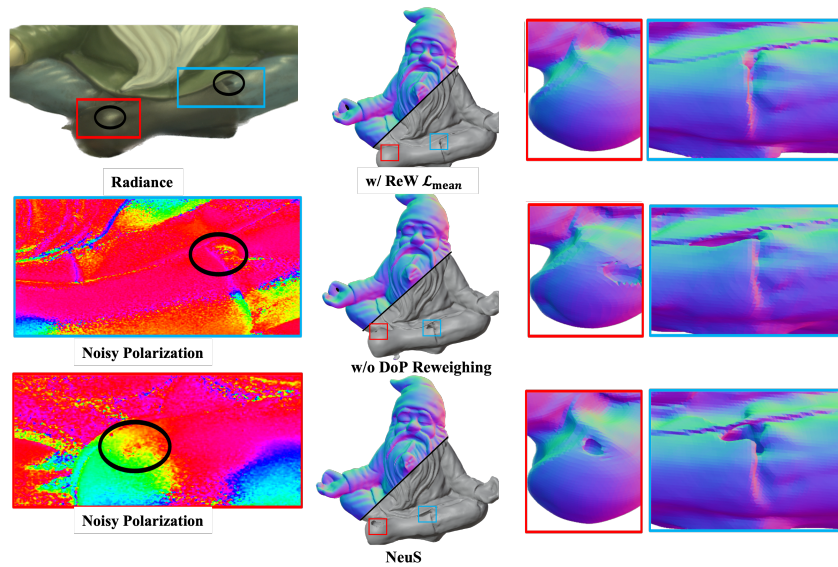 Radiance
w/ ReW ℒmean
Noisy Polarization
w/o DoP Reweighing
Noisy Polarization
NeuS